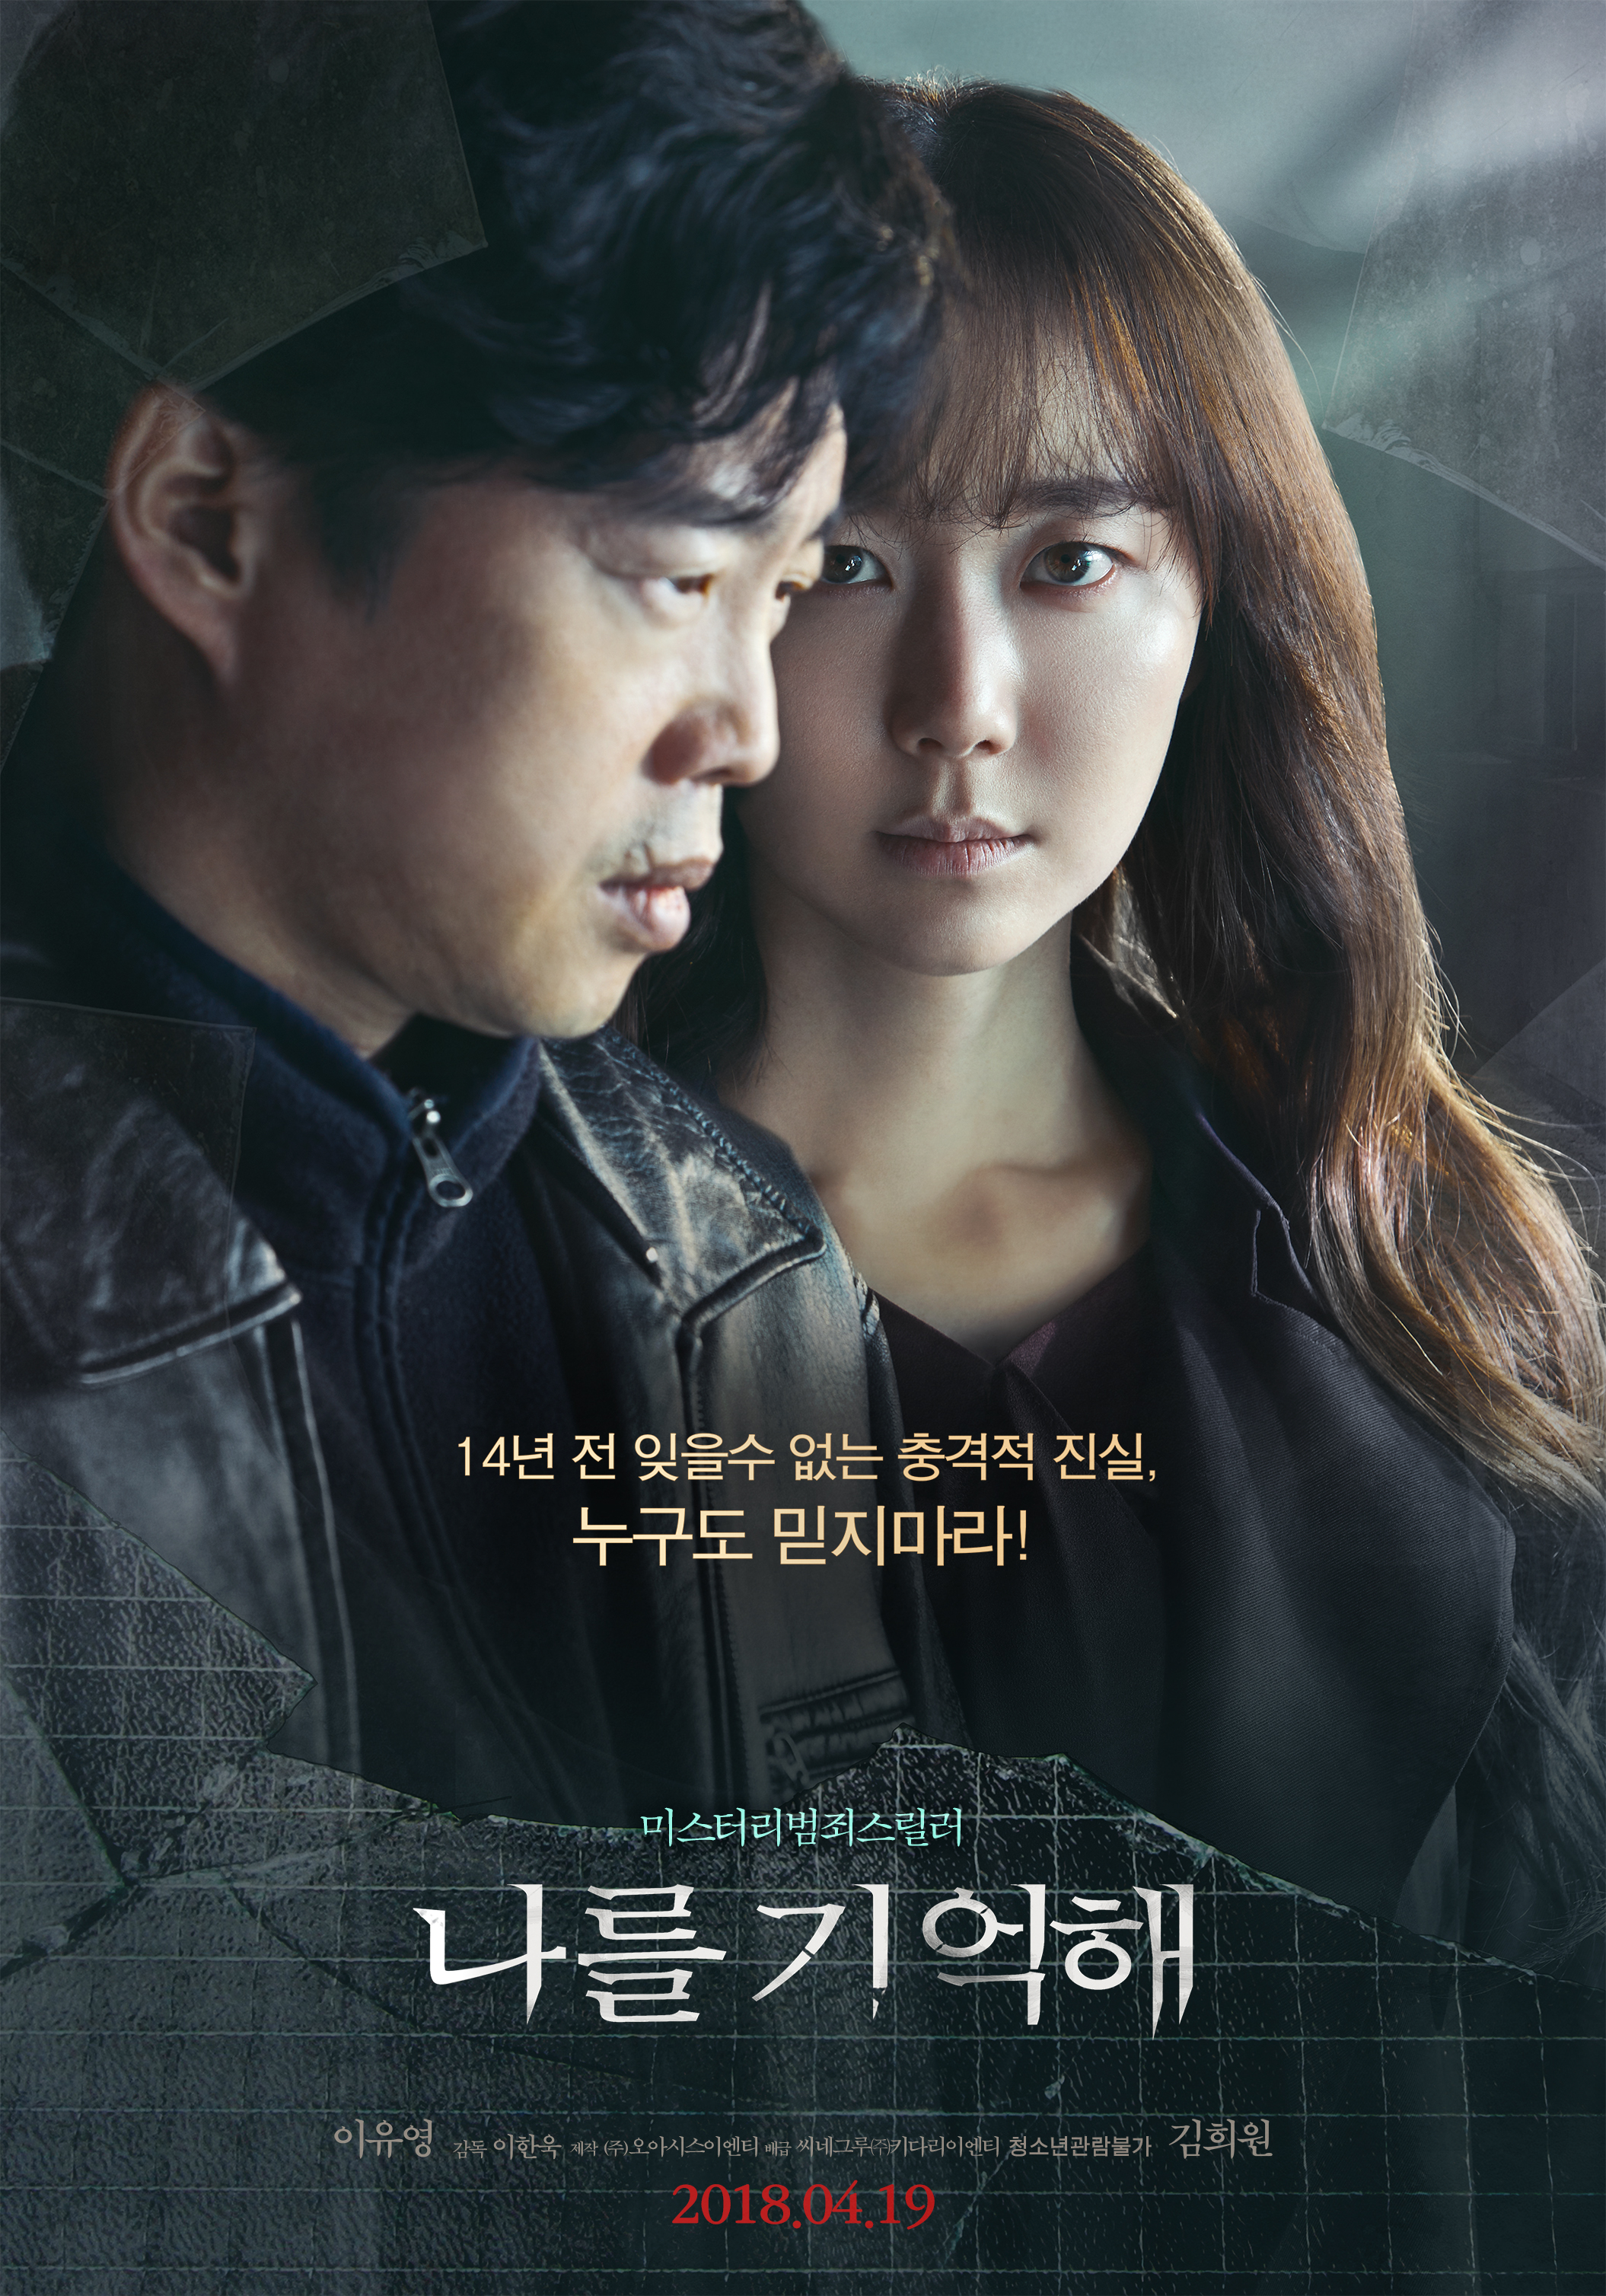 14년 전 잊을수 없는 충격적 진실,
누구도 믿지마라!
미스터리범죄스릴러
나를 기억해
이유영 감독 이한욱 제작 (주)오아시스이엔티 배급 씨네그루㈜키다리이엔티 청소년관람불가 김희원
2018.04.19